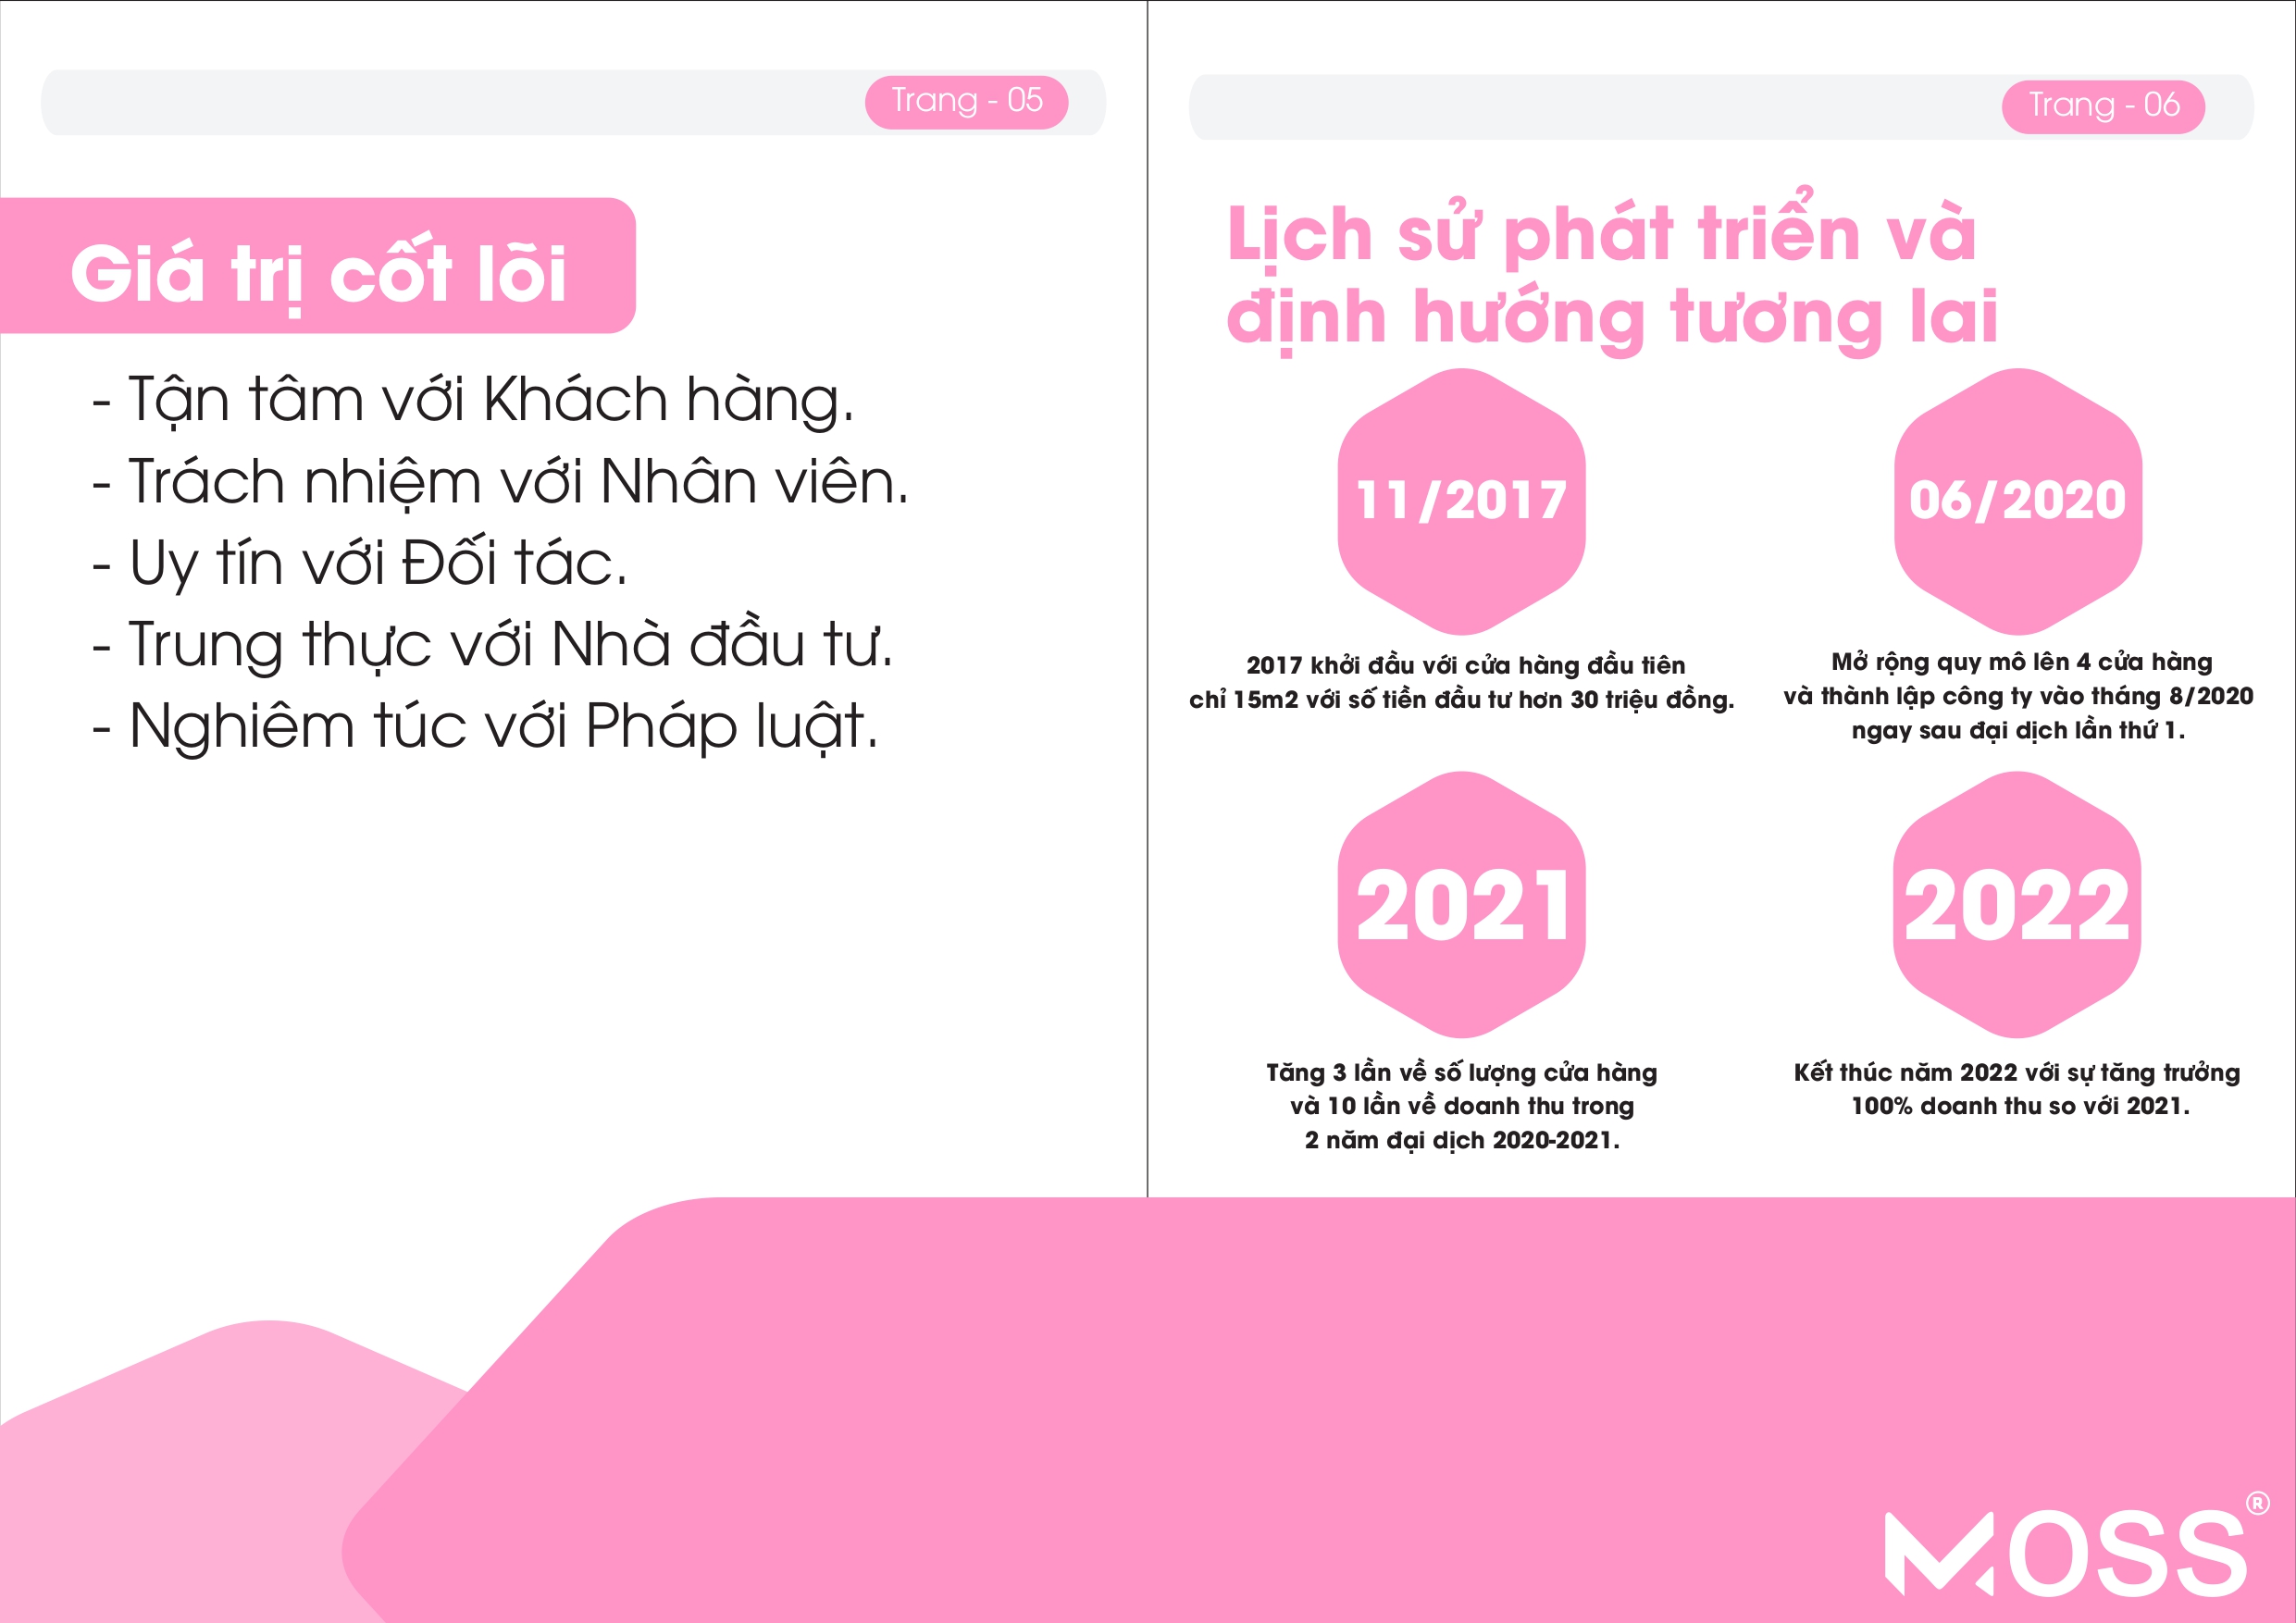 Trang - 05
Giá trị cốt lõi
- Tận tâm với Khách hàng.
- Trách nhiệm với Nhân viên.
- Uy tín với Đối tác.
- Trung thực với Nhà đầu tư.
- Nghiêm túc với Pháp luật.
Trang - 06
Lịch sử phát triển và
định hướng tương lai
11/2017
2017 khởi đầu với cửa hàng đầu tiên
chỉ 15m2 với số tiền đầu tư hơn 30 triệu đồng.
06/2020
Mở rộng quy mô lên 4 cửa hàng
và thành lập công ty vào tháng 8/2020
ngay sau đại dịch lần thứ 1.
2021
Tăng 3 lần về số lượng cửa hàng
và 10 lần về doanh thu trong
2 năm đại dịch 2020-2021.
2022
Kết thúc năm 2022 với sự tăng trưởng
100% doanh thu so với 2021.
MOSS®